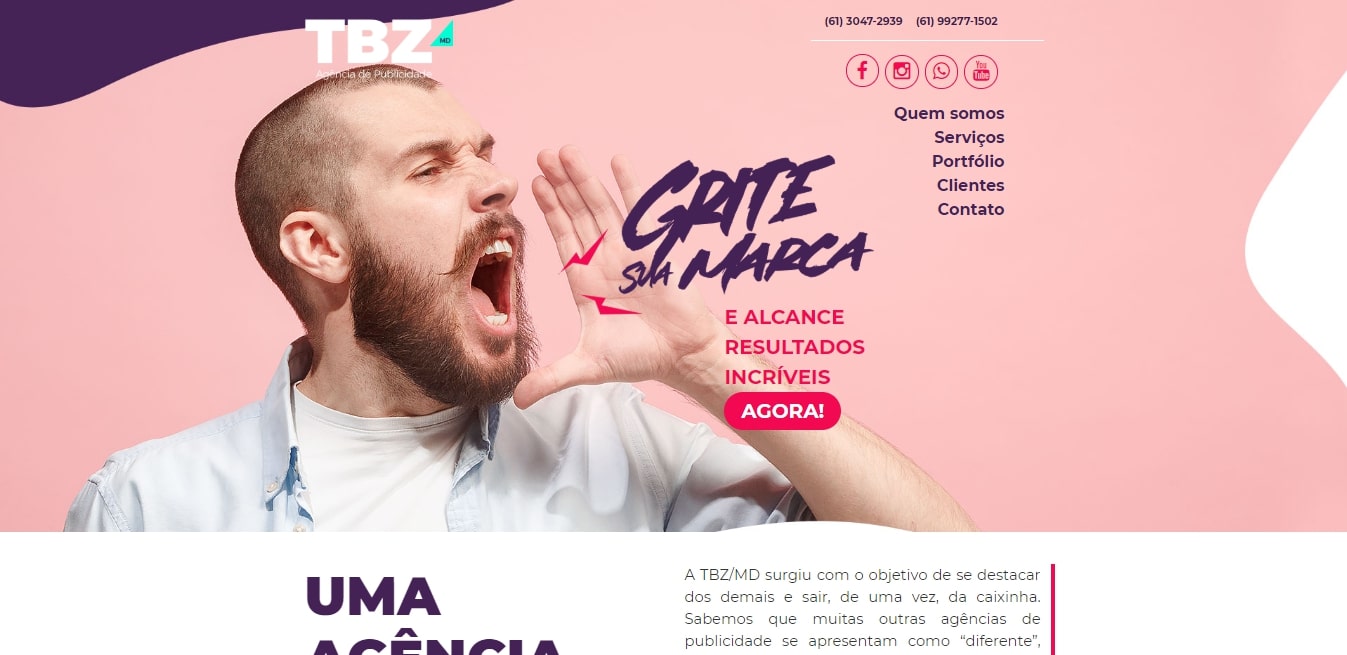 TBZ
MD
Agência de Publicidade
(61) 3047-2939 (61) 99277-1502
You
Tube
Quem somos
Serviços
Portfólio
Clientes
Contato
GRITE
SUA MARCA
E ALCANCE
RESULTADOS
INCRÍVEIS
AGORA!
UMA
AGÊNCIA
A TBZ/MD surgiu com o objetivo de se destacar
dos demais e sair, de uma vez, da caixinha.
Sabemos que muitas outras agências de
publicidade se apresentam como “diferente”,